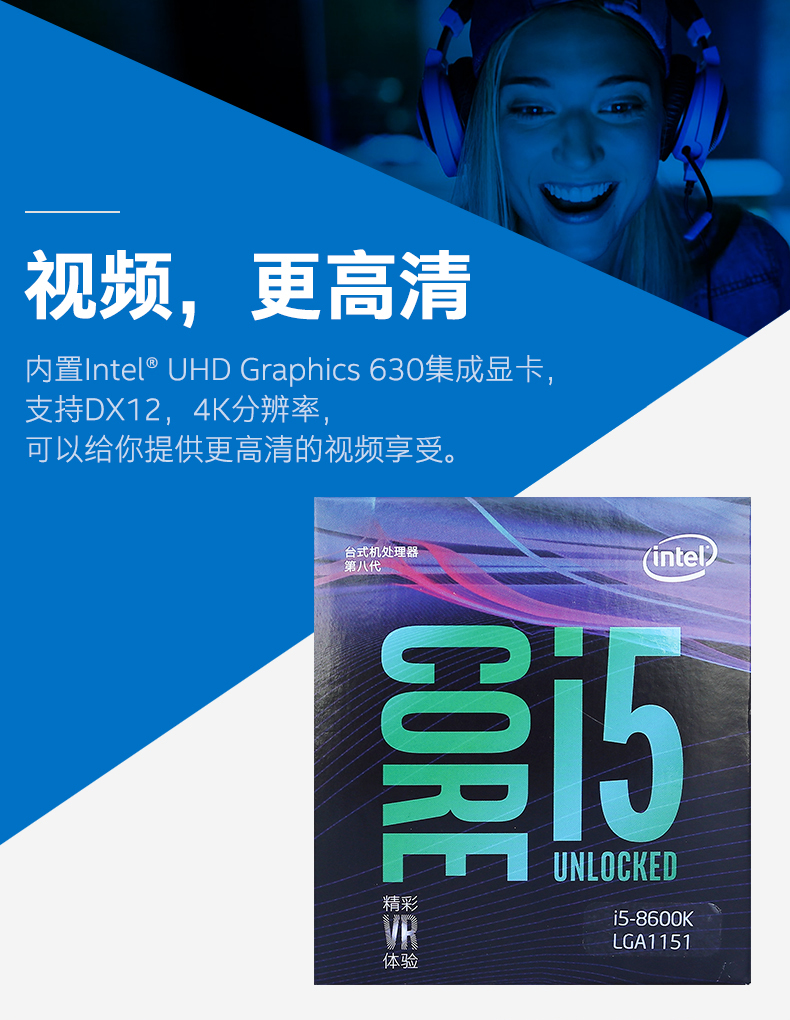 视频，更高清
内置Intel® UHD Graphics 630集成显卡，
支持DX12，4K分辨率，
可以给你提供更高清的视频享受。
台式机处理器
第八代
intel
CORE i5
UNLOCKED
精彩
VR
体验
i5-8600K
LGA1151